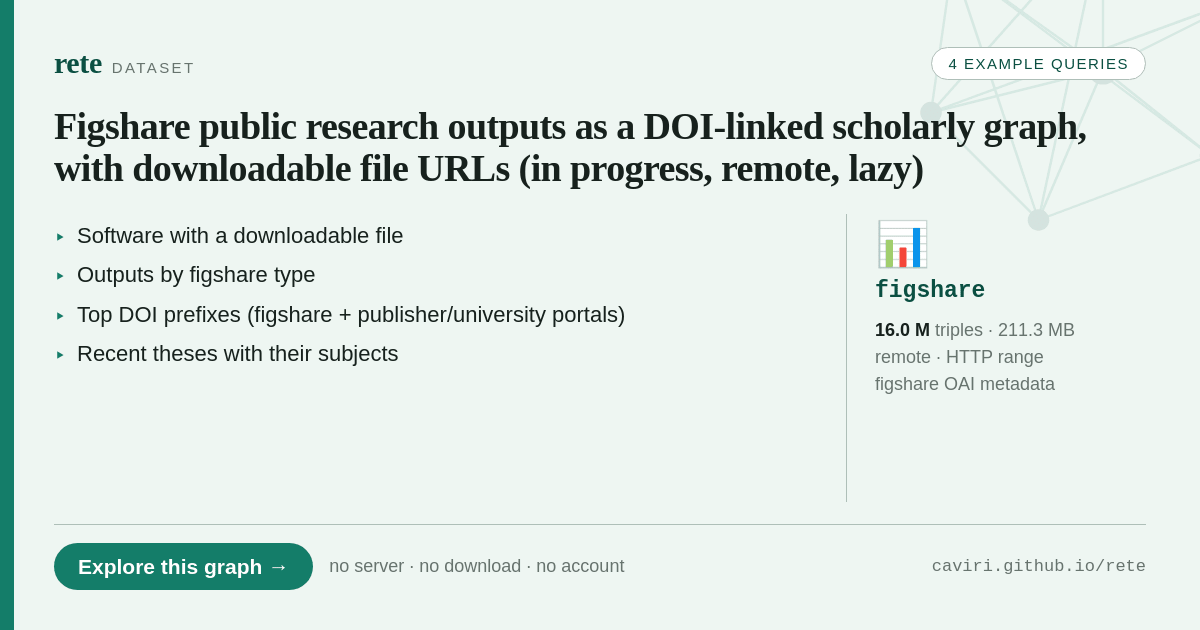 rete DATASET
4 EXAMPLE QUERIES
Figshare public research outputs as a DOI-linked scholarly graph,
with downloadable file URLs (in progress, remote, lazy)
▸ Software with a downloadable file
▸ Outputs by figshare type
▸ Top DOI prefixes (figshare + publisher/university portals)
▸ Recent theses with their subjects
figshare
16.0 M triples · 211.3 MB
remote · HTTP range
figshare OAI metadata
Explore this graph →
no server · no download · no account
caviri.github.io/rete